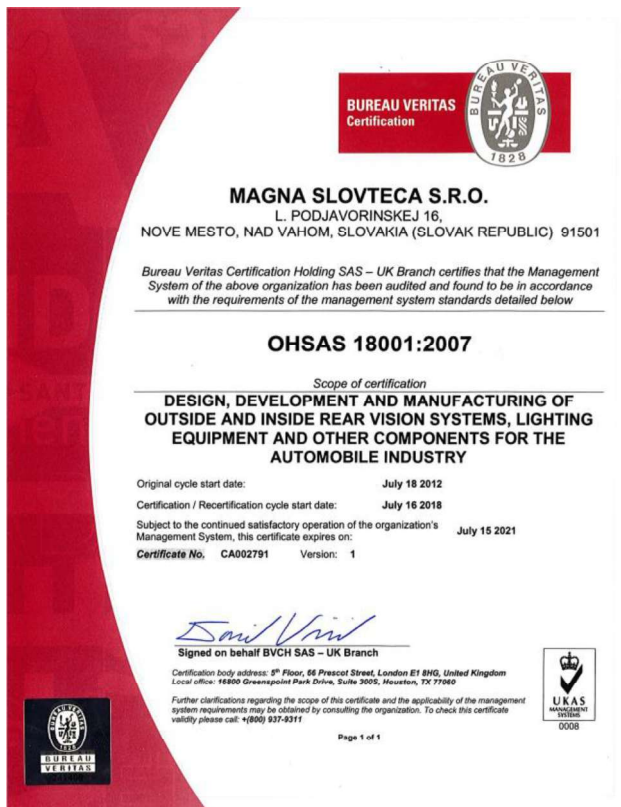 BUREAU VERITAS
Certification
BUREAU VERITAS
1828
MAGNA SLOVTECA S.R.O.
L. PODJAVORINSKEJ 16,
NOVE MESTO, NAD VAHOM, SLOVAKIA (SLOVAK REPUBLIC) 91501
Bureau Veritas Certification Holding SAS – UK Branch certifies that the Management
System of the above organization has been audited and found to be in accordance
with the requirements of the management system standards detailed below
OHSAS 18001:2007
Scope of certification
DESIGN, DEVELOPMENT AND MANUFACTURING OF
OUTSIDE AND INSIDE REAR VISION SYSTEMS, LIGHTING
EQUIPMENT AND OTHER COMPONENTS FOR THE
AUTOMOBILE INDUSTRY
Original cycle start date: July 18 2012
Certification / Recertification cycle start date: July 16 2018
Subject to the continued satisfactory operation of the organization's
Management System, this certificate expires on: July 15 2021
Certificate No. CA002791 Version: 1
Signed on behalf BVCH SAS – UK Branch
Certification body address: 5th Floor, 66 Prescot Street, London E1 8HG, United Kingdom
Local office: 16800 Greenspoint Park Drive, Suite 300S, Houston, TX 77060
Further clarifications regarding the scope of this certificate and the applicability of the management
system requirements may be obtained by consulting the organization. To check this certificate
validity please call: +(800) 937-9311
Page 1 of 1
UKAS
MANAGEMENT
SYSTEMS
0008
BUREAU
VERITAS